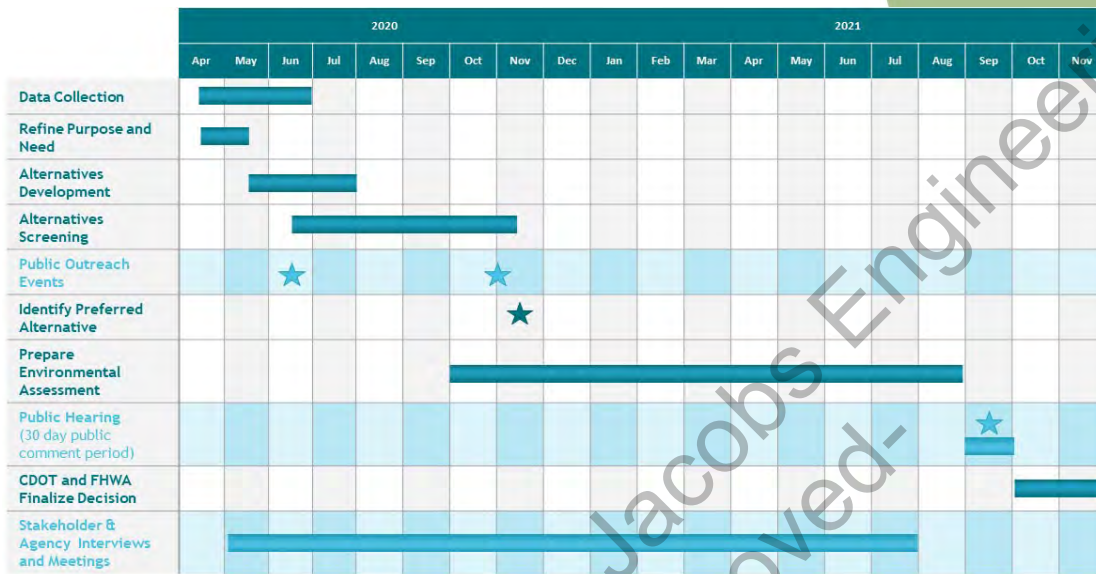 2020 2021
Apr May Jun Jul Aug Sep Oct Nov Dec Jan Feb Mar Apr May Jun Jul Aug Sep Oct Nov
Data Collection
Refine Purpose and
Need
Alternatives
Development
Alternatives
Screening
Public Outreach
Events
Identify Preferred
Alternative
Prepare
Environmental
Assessment
Public Hearing
(30 day public
comment period)
CDOT and FHWA
Finalize Decision
Stakeholder &
Agency Interviews
and Meetings
Jacobs